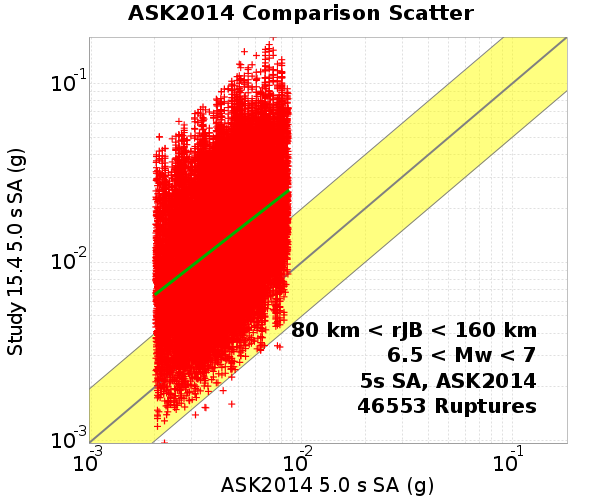 ASK2014 Comparison Scatter
10⁻¹
10⁻²
10⁻³
Study 15.4 5.0 s SA (g)
80 km < rJB < 160 km
6.5 < Mw < 7
5s SA, ASK2014
46553 Ruptures
10⁻³ 10⁻² 10⁻¹
ASK2014 5.0 s SA (g)